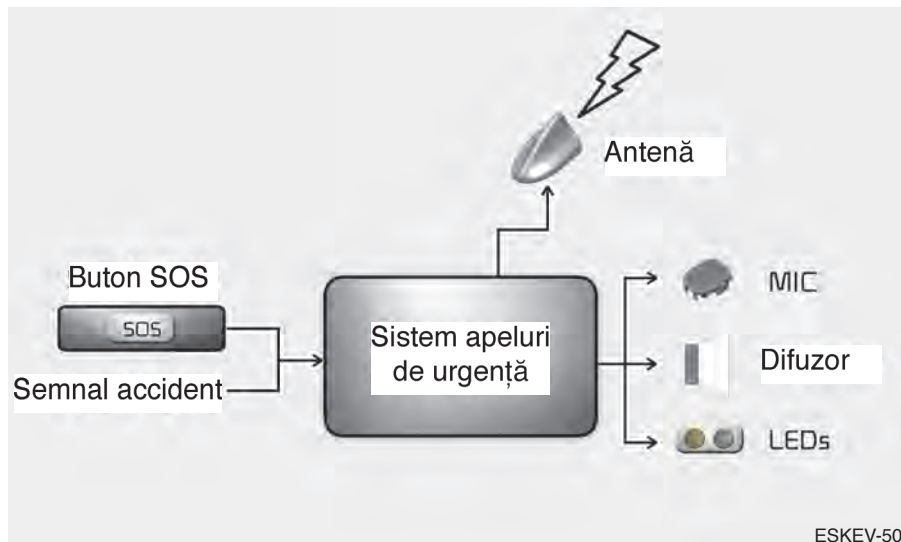 Antenă
Buton SOS
SOS
Semnal accident
Sistem apeluri
de urgență
MIC
Difuzor
LEDs
ESKEV-50